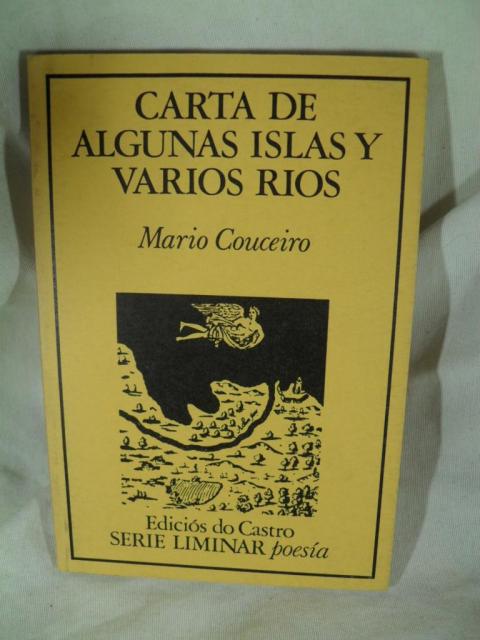 CARTA DE
ALGUNAS ISLAS Y
VARIOS RIOS
Mario Couceiro
Ediciós do Castro
SERIE LIMINAR poesía